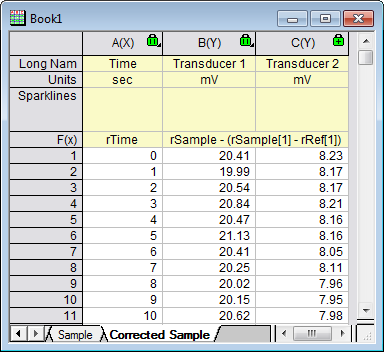 Book1
A(X) B(Y) C(Y)
Long Nam Time Transducer 1 Transducer 2
Units sec mV mV
Sparklines
F(x) rTime rSample - (rSample[1] - rRef[1])
1 0 20.41 8.23
2 1 19.99 8.17
3 2 20.54 8.17
4 3 20.84 8.21
5 4 20.47 8.16
6 5 21.13 8.16
7 6 20.41 8.05
8 7 20.25 8.11
9 8 20.02 7.96
10 9 20.15 7.95
11 10 20.62 7.98
Sample Corrected Sample